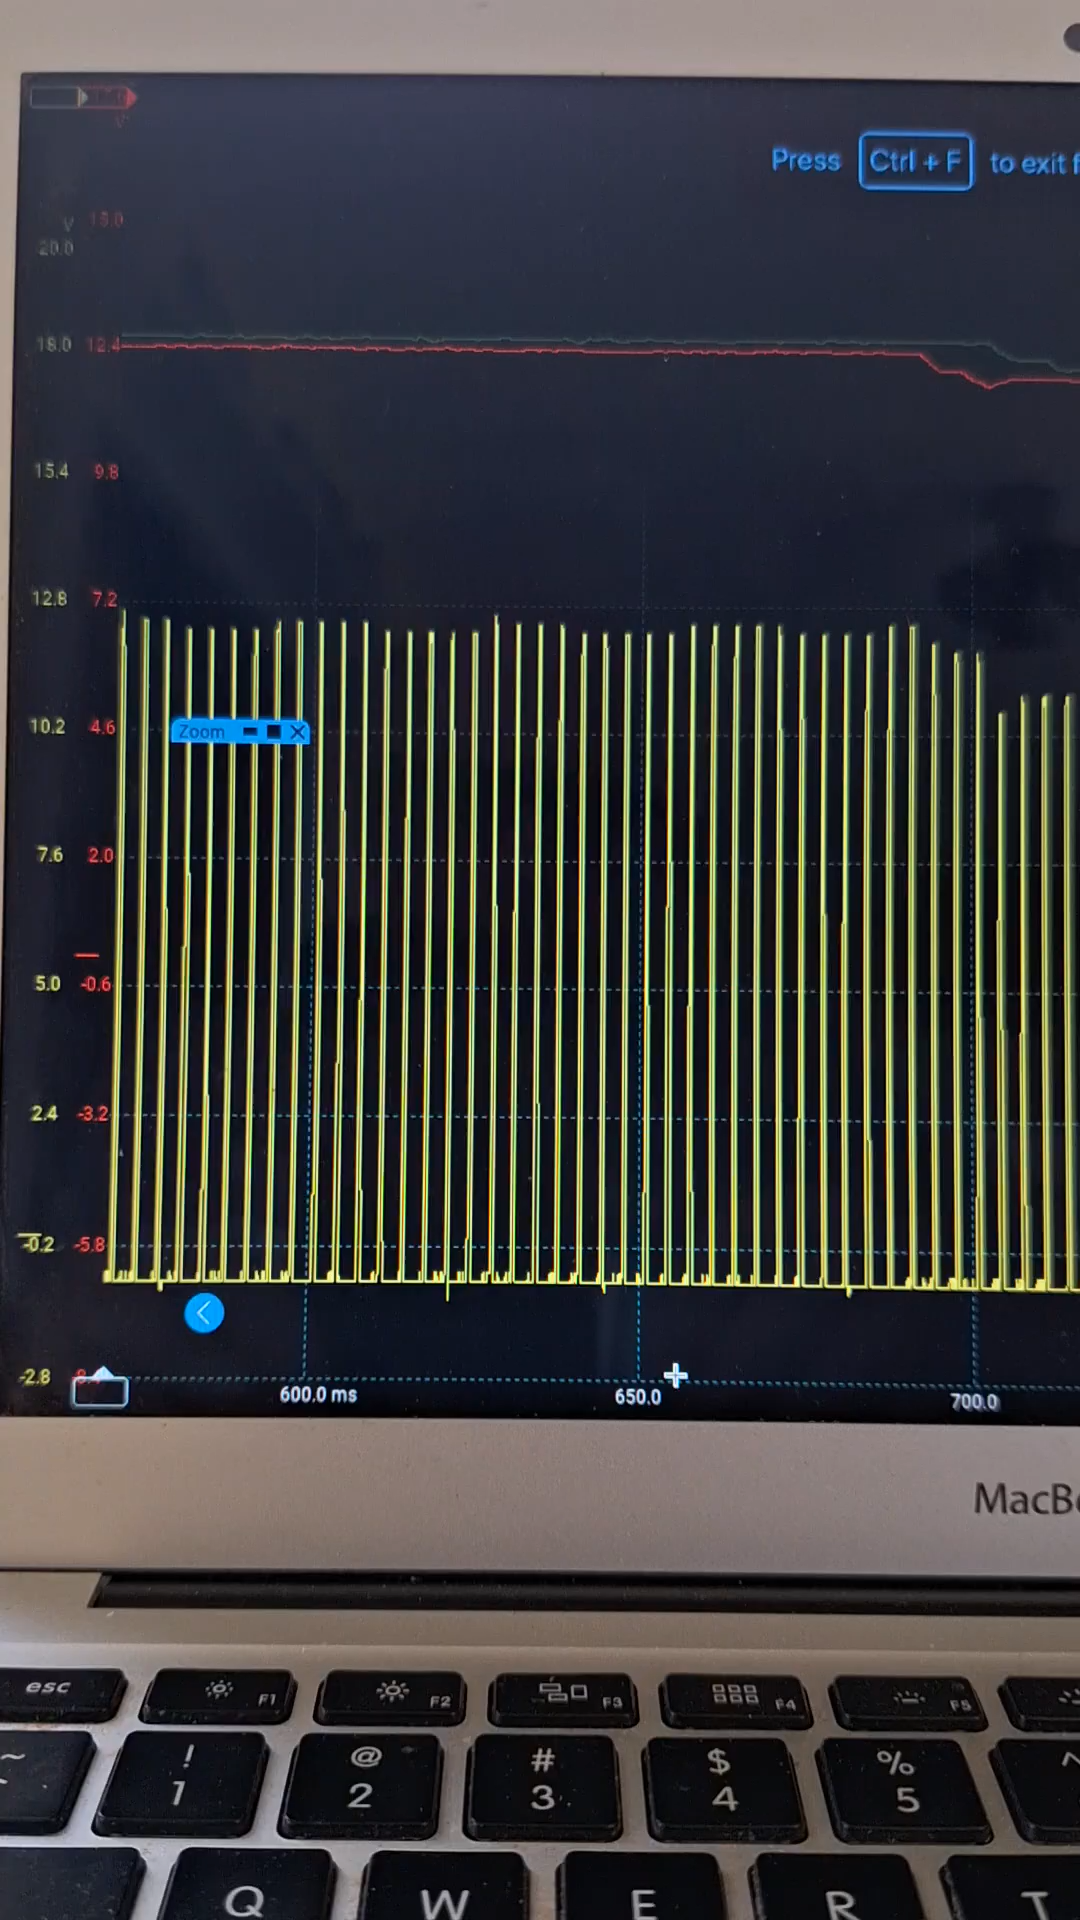 Press Ctrl + F to exit f
V 15.0
20.0
18.0 12.4
15.4 9.8
12.8 7.2
10.2 4.6
Zoom
7.6 2.0
5.0 -0.6
2.4 -3.2
-0.2 -5.8
-2.8
600.0 ms 650.0 700.0
MacB
esc F1 F2 F3 F4 F5
~ ! @ # $ % ^
1 2 3 4 5
Q W E R T